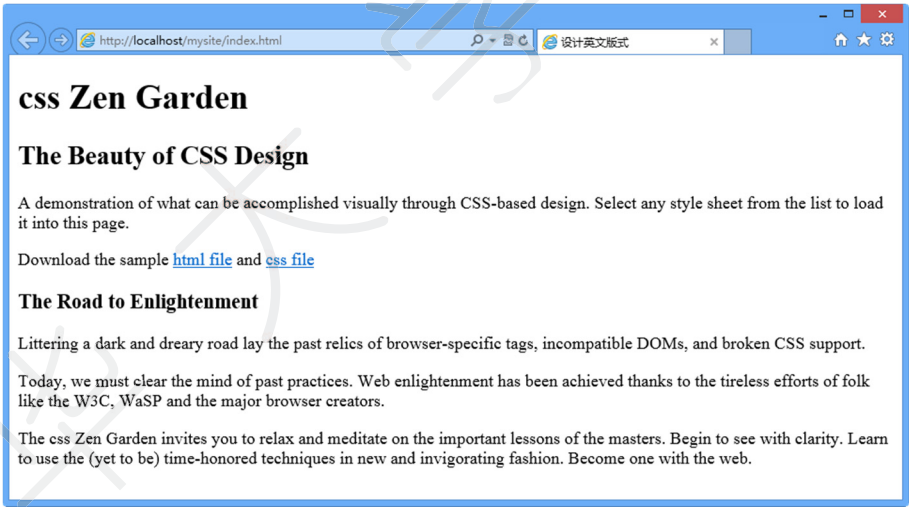 http://localhost/mysite/index.html
设计英文版式
css Zen Garden
The Beauty of CSS Design
A demonstration of what can be accomplished visually through CSS-based design. Select any style sheet from the list to load
it into this page.
Download the sample html file and css file
The Road to Enlightenment
Littering a dark and dreary road lay the past relics of browser-specific tags, incompatible DOMs, and broken CSS support.
Today, we must clear the mind of past practices. Web enlightenment has been achieved thanks to the tireless efforts of folk
like the W3C, WaSP and the major browser creators.
The css Zen Garden invites you to relax and meditate on the important lessons of the masters. Begin to see with clarity. Learn
to use the (yet to be) time-honored techniques in new and invigorating fashion. Become one with the web.